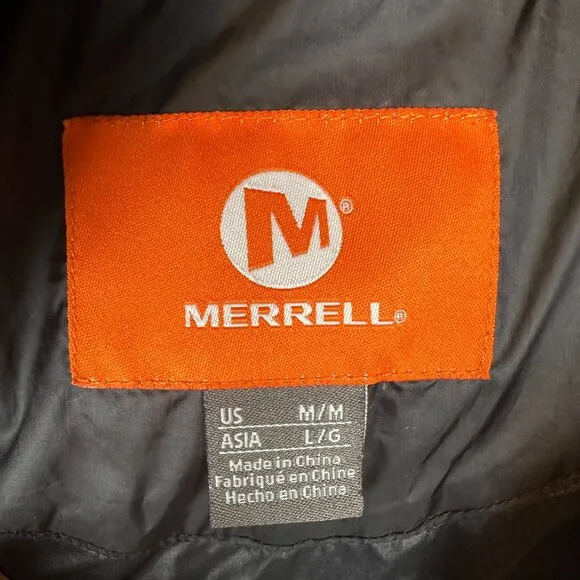 M®
MERRELL®
US M/M
ASIA L/G
Made in China
Fabriqué en Chine
Hecho en China